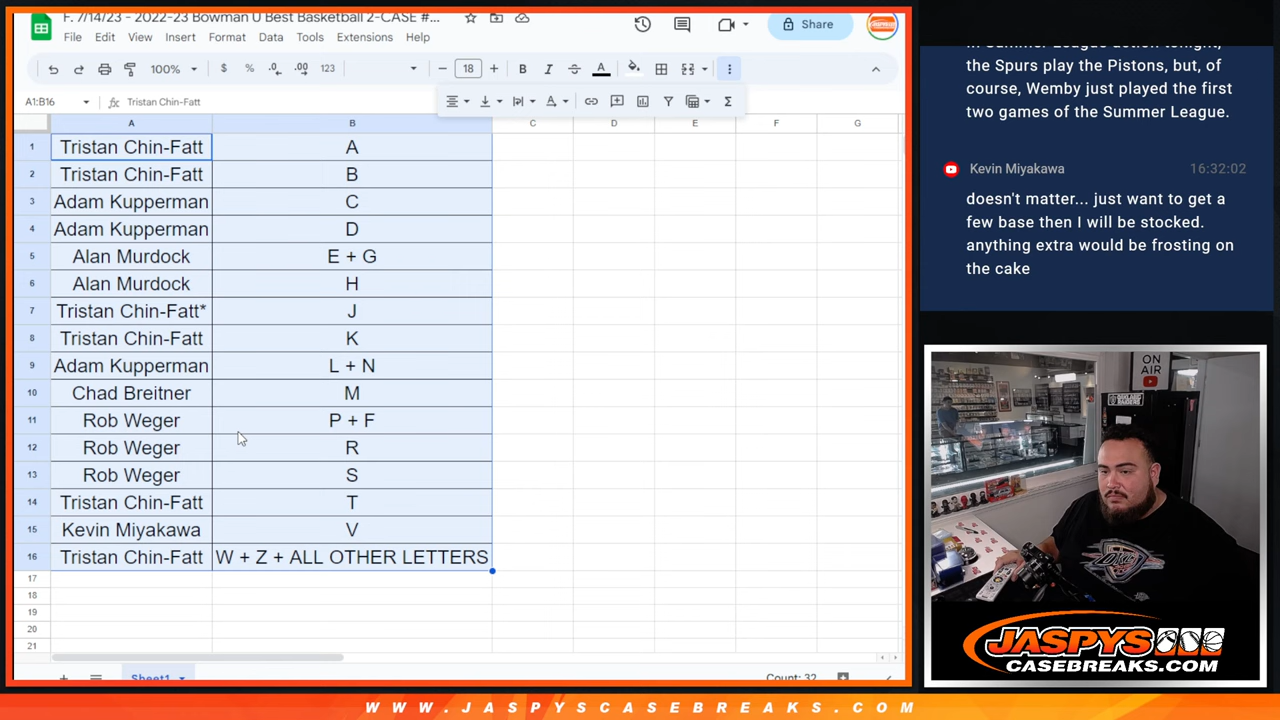 F. 7/14/23 - 2022-23 Bowman U Best Basketball 2-CASE #...
Share
File Edit View Insert Format Data Tools Extensions Help
100% $ % .0 .00 123 18 B I A
A1:B16 fx Tristan Chin-Fatt
A B C D E F G
1 Tristan Chin-Fatt A
2 Tristan Chin-Fatt B
3 Adam Kupperman C
4 Adam Kupperman D
5 Alan Murdock E + G
6 Alan Murdock H
7 Tristan Chin-Fatt* J
8 Tristan Chin-Fatt K
9 Adam Kupperman L + N
10 Chad Breitner M
11 Rob Weger P + F
12 Rob Weger R
13 Rob Weger S
14 Tristan Chin-Fatt T
15 Kevin Miyakawa V
16 Tristan Chin-Fatt W + Z + ALL OTHER LETTERS
17
18
19
20
21
Sheet1 Count: 32
in Summer League action tonight,
the Spurs play the Pistons, but, of
course, Wemby just played the first
two games of the Summer League.
Kevin Miyakawa 16:32:02
doesn't matter... just want to get a
few base then I will be stocked.
anything extra would be frosting on
the cake
ON
AIR
JASPYS
CASEBREAKS.COM
WWW.JASPYSCASEBREAKS.COM